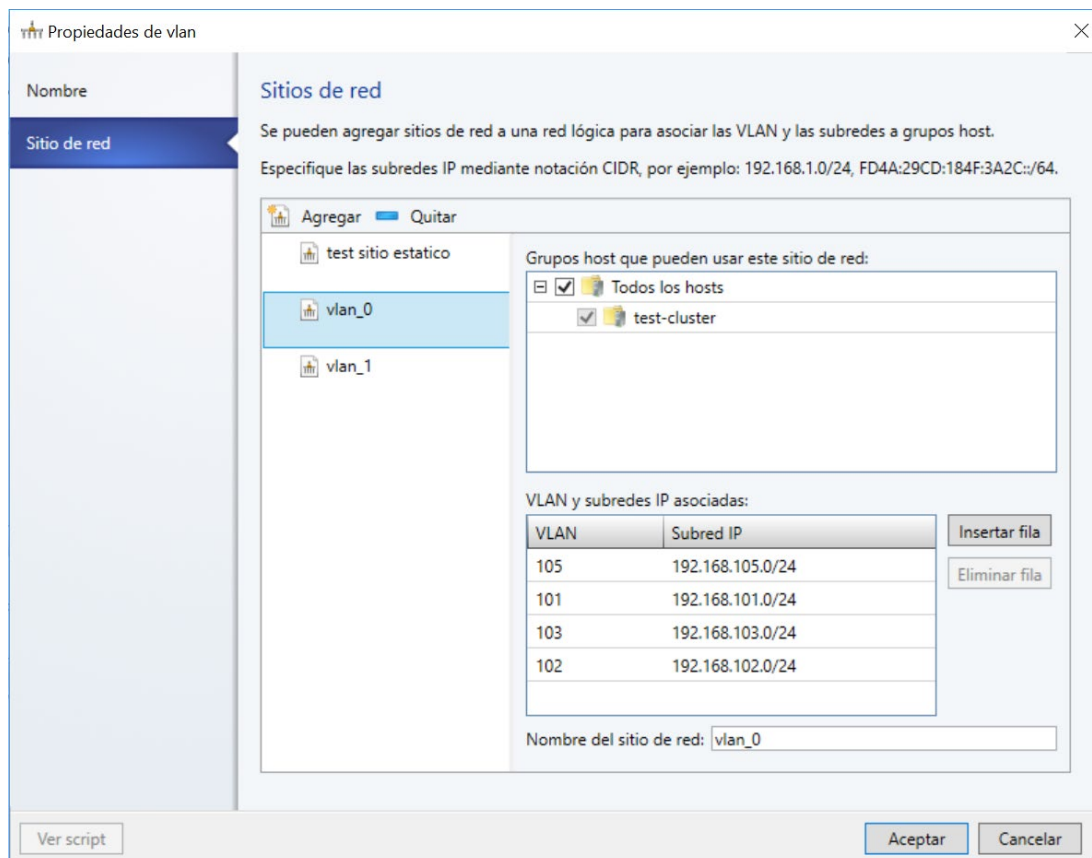 Propiedades de vlan
Nombre
Sitio de red
Sitios de red
Se pueden agregar sitios de red a una red lógica para asociar las VLAN y las subredes a grupos host.
Especifique las subredes IP mediante notación CIDR, por ejemplo: 192.168.1.0/24, FD4A:29CD:184F:3A2C::/64.
Agregar Quitar
test sitio estatico
vlan_0
vlan_1
Grupos host que pueden usar este sitio de red:
Todos los hosts
test-cluster
VLAN y subredes IP asociadas:
VLAN Subred IP
105 192.168.105.0/24
101 192.168.101.0/24
103 192.168.103.0/24
102 192.168.102.0/24
Insertar fila
Eliminar fila
Nombre del sitio de red: vlan_0
Ver script Aceptar Cancelar